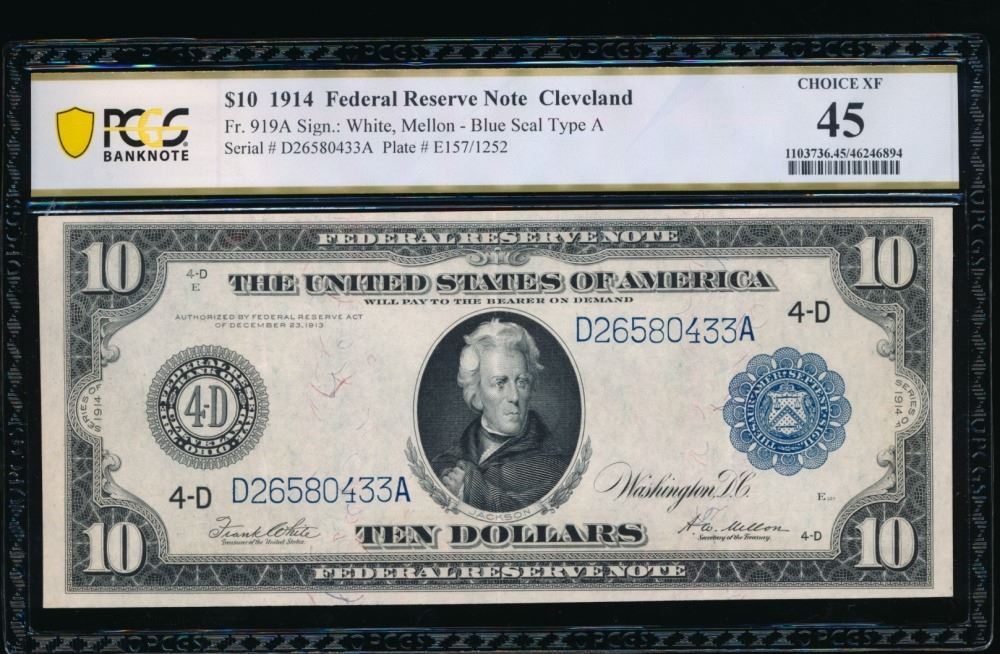 PCGS
BANKNOTE
$10 1914 Federal Reserve Note Cleveland
Fr. 919A Sign.: White, Mellon - Blue Seal Type A
Serial # D26580433A Plate # E157/1252
CHOICE XF
45
1103736.45/46246894
FEDERAL RESERVE NOTE
10
10
4-D
E
THE UNITED STATES OF AMERICA
WILL PAY TO THE BEARER ON DEMAND
AUTHORIZED BY FEDERAL RESERVE ACT
OF DECEMBER 23, 1913
D26580433A
4-D
SERIES OF
1914
4-D
SERIES OF
1914
4-D
D26580433A
JACKSON
Washington, D.C.
Frank White
Treasurer of the United States.
TEN DOLLARS
A. W. Mellon
Secretary of the Treasury.
4-D
10
10
FEDERAL RESERVE NOTE